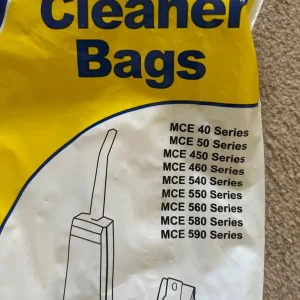 Cleaner
Bags
MCE 40 Series
MCE 50 Series
MCE 450 Series
MCE 460 Series
MCE 540 Series
MCE 550 Series
MCE 560 Series
MCE 580 Series
MCE 590 Series